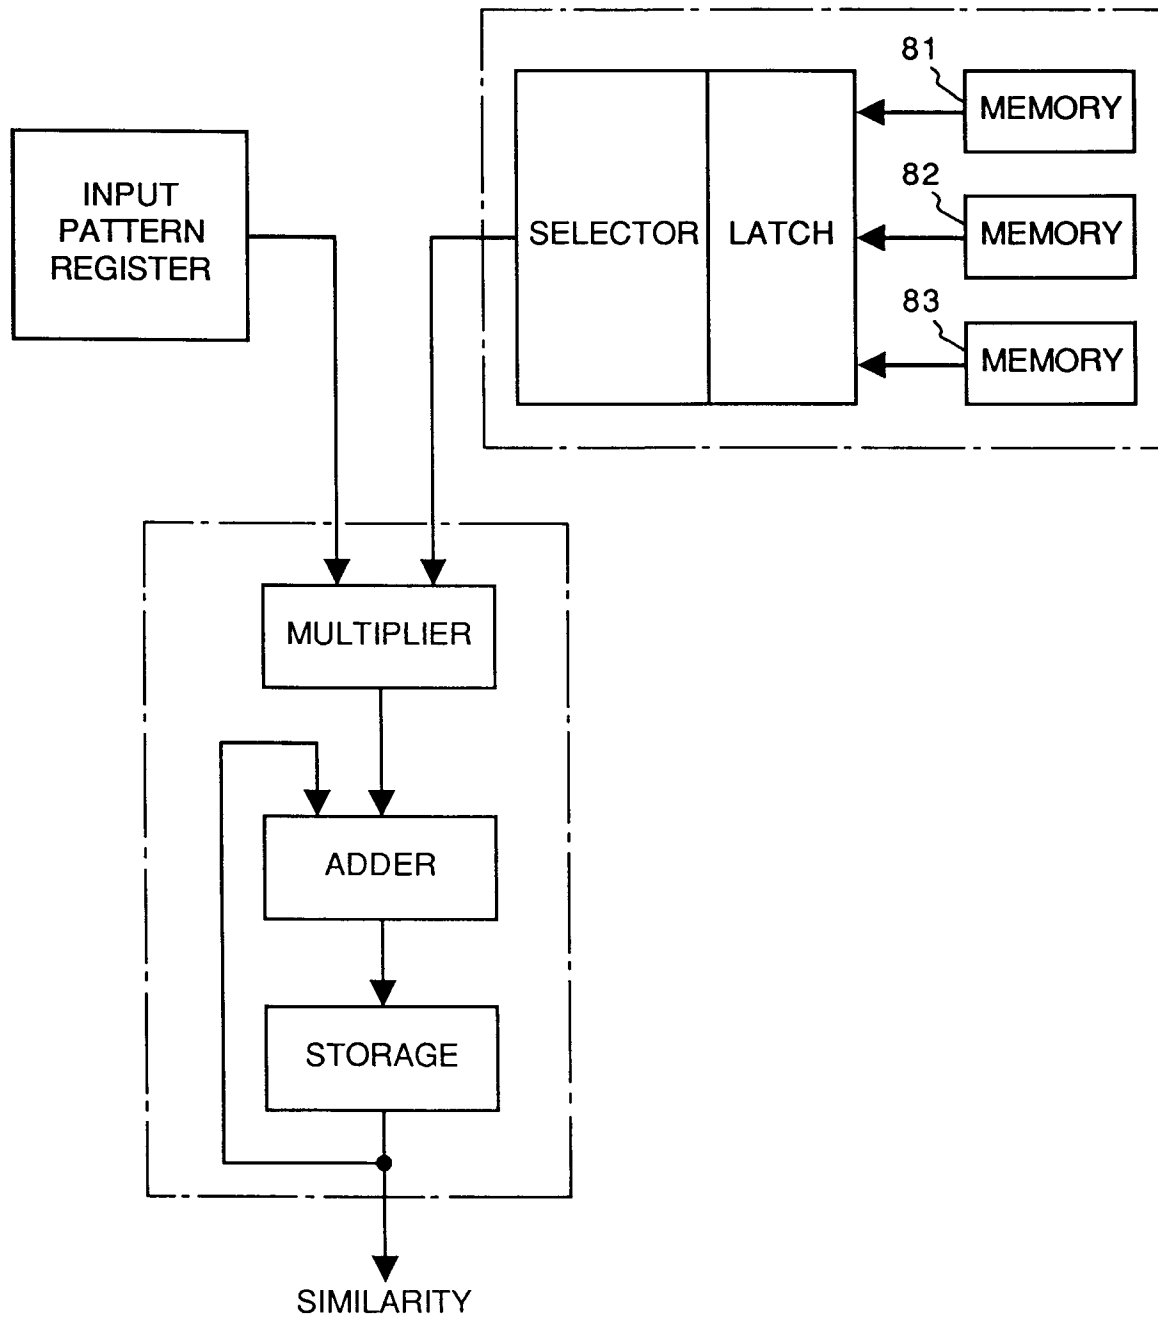 81
MEMORY
82
MEMORY
83
MEMORY
SELECTOR
LATCH
INPUT
PATTERN
REGISTER
MULTIPLIER
ADDER
STORAGE
SIMILARITY